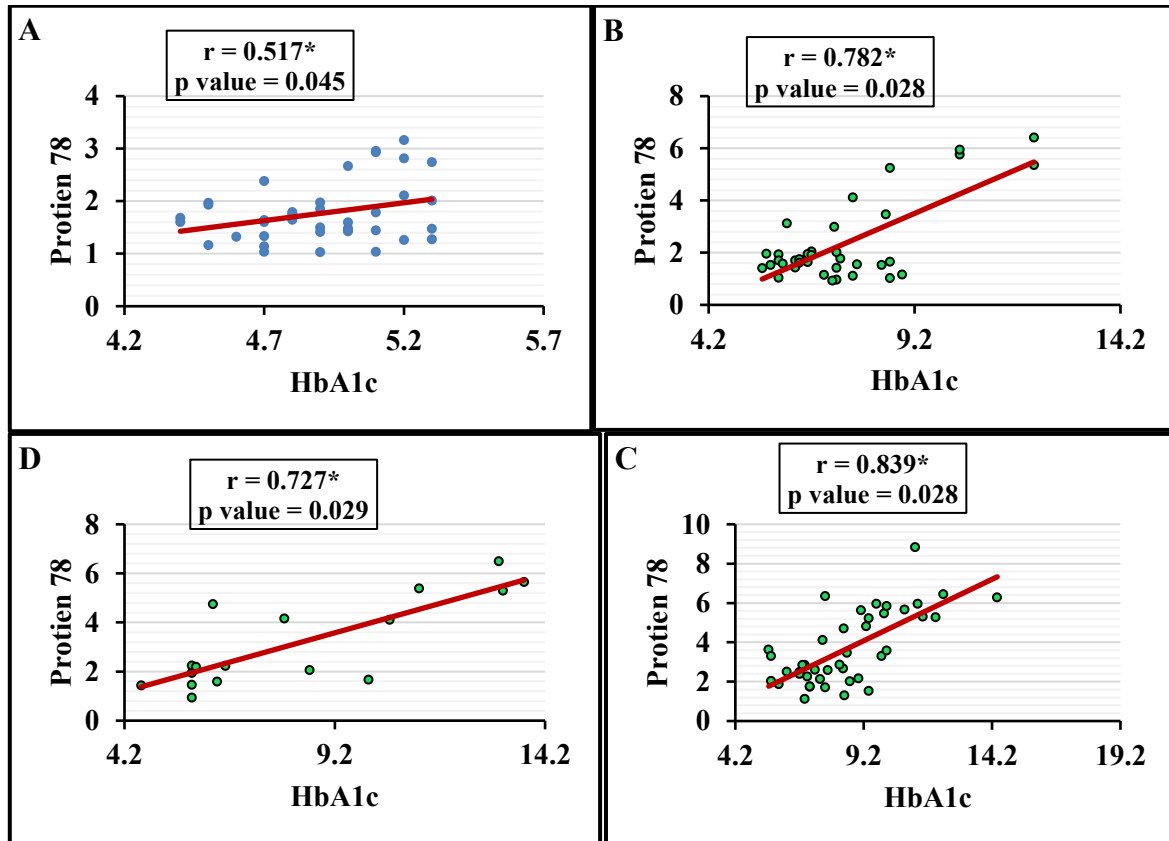 A
r = 0.517*
p value = 0.045
4
3
2
1
0
Protien 78
4.2 4.7 5.2 5.7
HbA1c
B
r = 0.782*
p value = 0.028
8
6
4
2
0
Protien 78
4.2 9.2 14.2
HbA1c
D
r = 0.727*
p value = 0.029
8
6
4
2
0
Protien 78
4.2 9.2 14.2
HbA1c
C
r = 0.839*
p value = 0.028
10
8
6
4
2
0
Protien 78
4.2 9.2 14.2 19.2
HbA1c